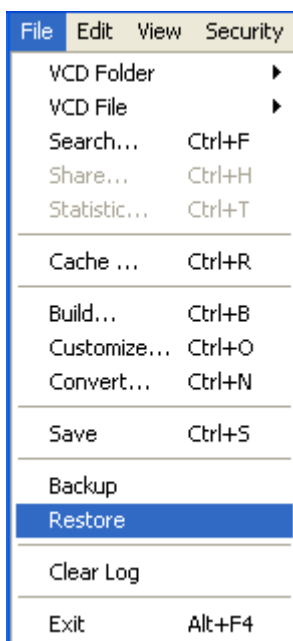 File Edit View Security
VCD Folder
VCD File
Search... Ctrl+F
Share... Ctrl+H
Statistic... Ctrl+T
Cache ... Ctrl+R
Build... Ctrl+B
Customize... Ctrl+O
Convert... Ctrl+N
Save Ctrl+S
Backup
Restore
Clear Log
Exit Alt+F4